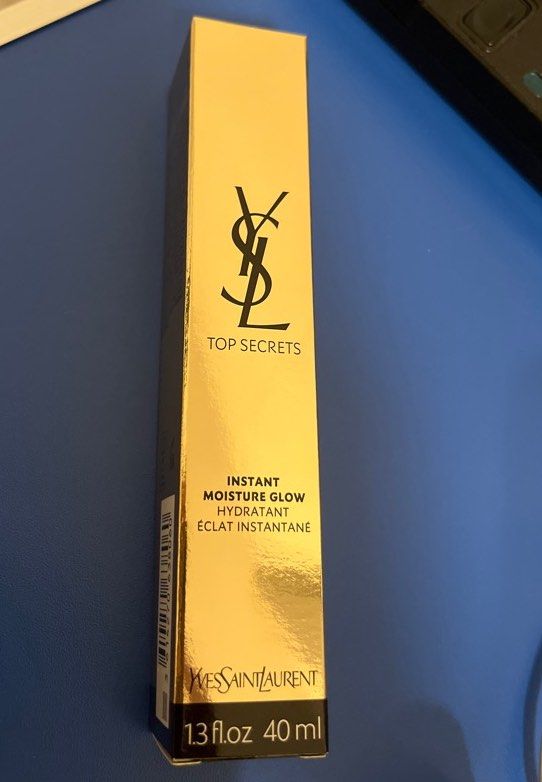 YSL
TOP SECRETS
INSTANT
MOISTURE GLOW
HYDRATANT
ÉCLAT INSTANTANÉ
YVESSAINTLAURENT
1.3 fl.oz 40 ml